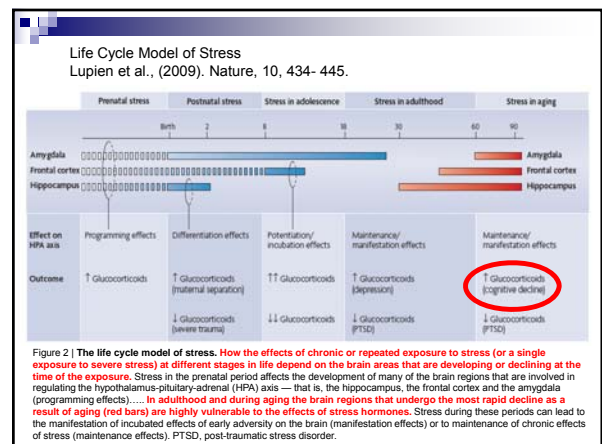 Life Cycle Model of Stress
Lupien et al., (2009). Nature, 10, 434- 445.
Prenatal stress Postnatal stress Stress in adolescence Stress in adulthood Stress in aging
Birth 2 8 18 30 60 90
Amygdala Amygdala
Frontal cortex Frontal cortex
Hippocampus Hippocampus
Effect on Programming effects Differentiation effects Potentiation/ Maintenance/ Maintenance/
HPA axis incubation effects manifestation effects manifestation effects
Outcome ↑ Glucocorticoids ↑ Glucocorticoids ↑↑ Glucocorticoids ↑ Glucocorticoids ↑ Glucocorticoids
(maternal separation) (depression) (cognitive decline)
↓ Glucocorticoids ↓↓ Glucocorticoids ↓ Glucocorticoids ↓ Glucocorticoids
(severe trauma) (PTSD) (PTSD)
Figure 2 | The life cycle model of stress. How the effects of chronic or repeated exposure to stress (or a single
exposure to severe stress) at different stages in life depend on the brain areas that are developing or declining at the
time of the exposure. Stress in the prenatal period affects the development of many of the brain regions that are involved in
regulating the hypothalamus-pituitary-adrenal (HPA) axis — that is, the hippocampus, the frontal cortex and the amygdala
(programming effects)..... In adulthood and during aging the brain regions that undergo the most rapid decline as a
result of aging (red bars) are highly vulnerable to the effects of stress hormones. Stress during these periods can lead to
the manifestation of incubated effects of early adversity on the brain (manifestation effects) or to maintenance of chronic effects
of stress (maintenance effects). PTSD, post-traumatic stress disorder.